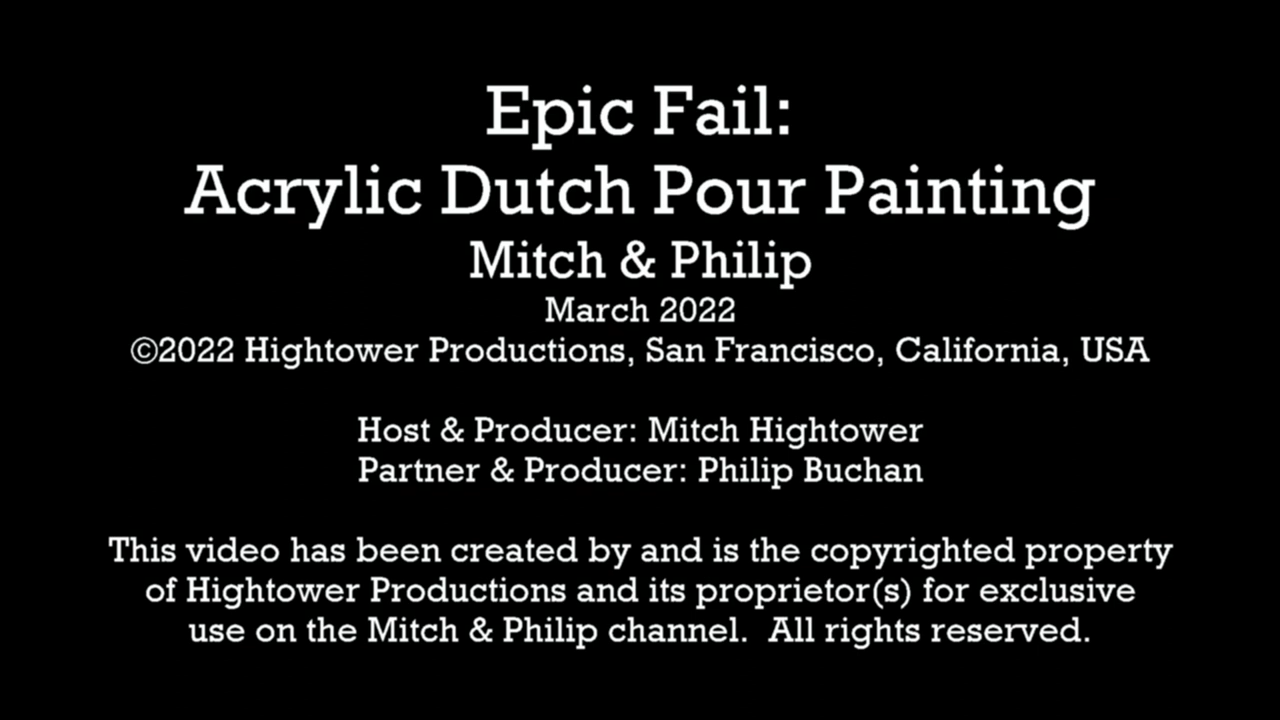 Epic Fail:
Acrylic Dutch Pour Painting
Mitch & Philip
March 2022
©2022 Hightower Productions, San Francisco, California, USA
Host & Producer: Mitch Hightower
Partner & Producer: Philip Buchan
This video has been created by and is the copyrighted property
of Hightower Productions and its proprietor(s) for exclusive
use on the Mitch & Philip channel.  All rights reserved.